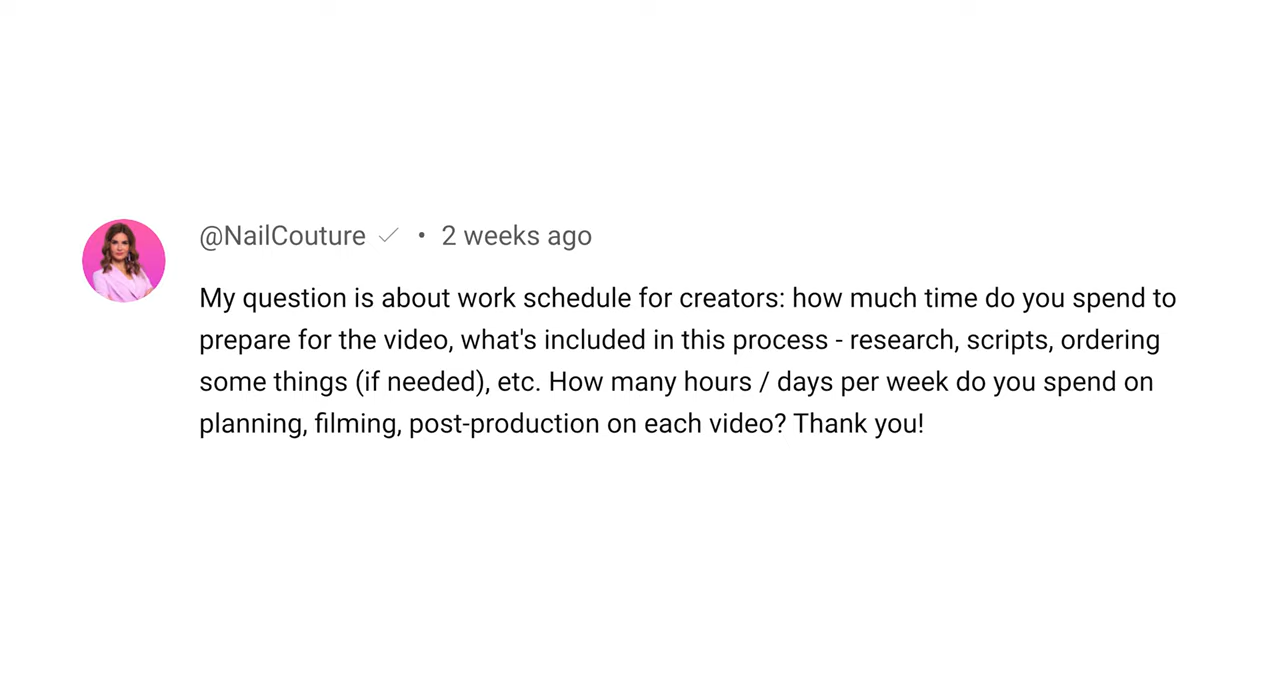 @NailCouture ✓ • 2 weeks ago
My question is about work schedule for creators: how much time do you spend to
prepare for the video, what's included in this process - research, scripts, ordering
some things (if needed), etc. How many hours / days per week do you spend on
planning, filming, post-production on each video? Thank you!